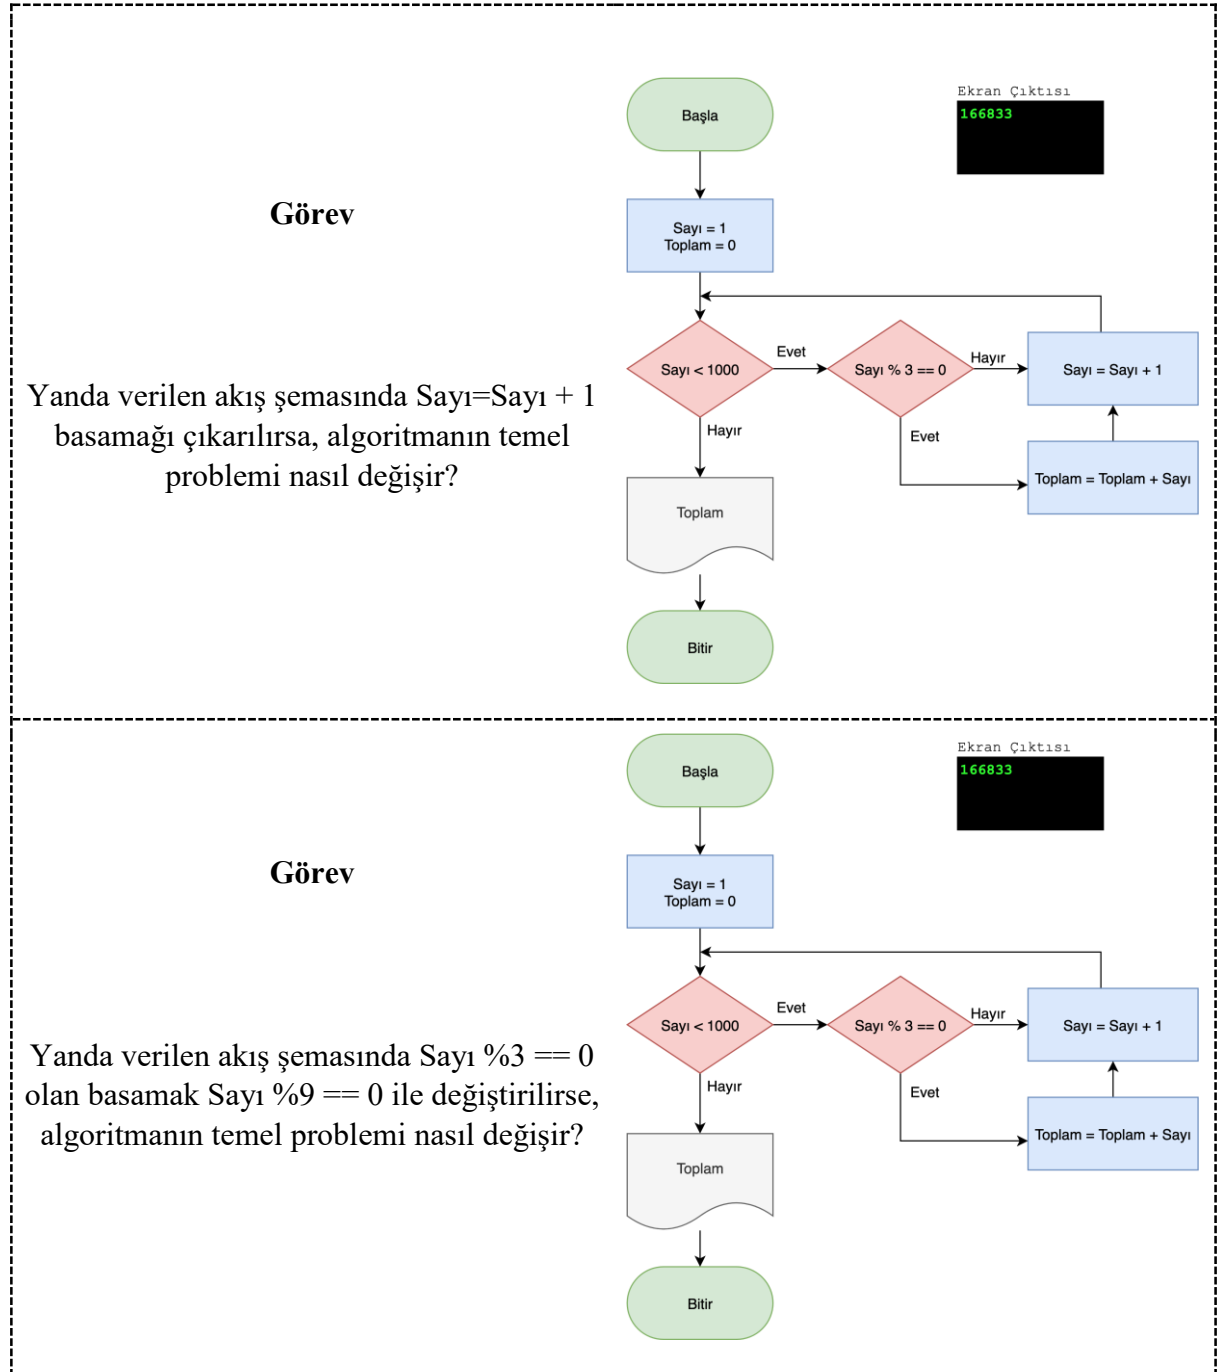 Görev
Yanda verilen akış şemasında Sayı=Sayı + 1
basamağı çıkarılırsa, algoritmanın temel
problemi nasıl değişir?
Ekran Çıktısı
166833
Başla
Sayı = 1
Toplam = 0
Sayı < 1000
Evet
Sayı % 3 == 0
Hayır
Sayı = Sayı + 1
Hayır
Evet
Toplam = Toplam + Sayı
Toplam
Bitir
Görev
Yanda verilen akış şemasında Sayı %3 == 0
olan basamak Sayı %9 == 0 ile değiştirilirse,
algoritmanın temel problemi nasıl değişir?
Ekran Çıktısı
166833
Başla
Sayı = 1
Toplam = 0
Sayı < 1000
Evet
Sayı % 3 == 0
Hayır
Sayı = Sayı + 1
Hayır
Evet
Toplam = Toplam + Sayı
Toplam
Bitir